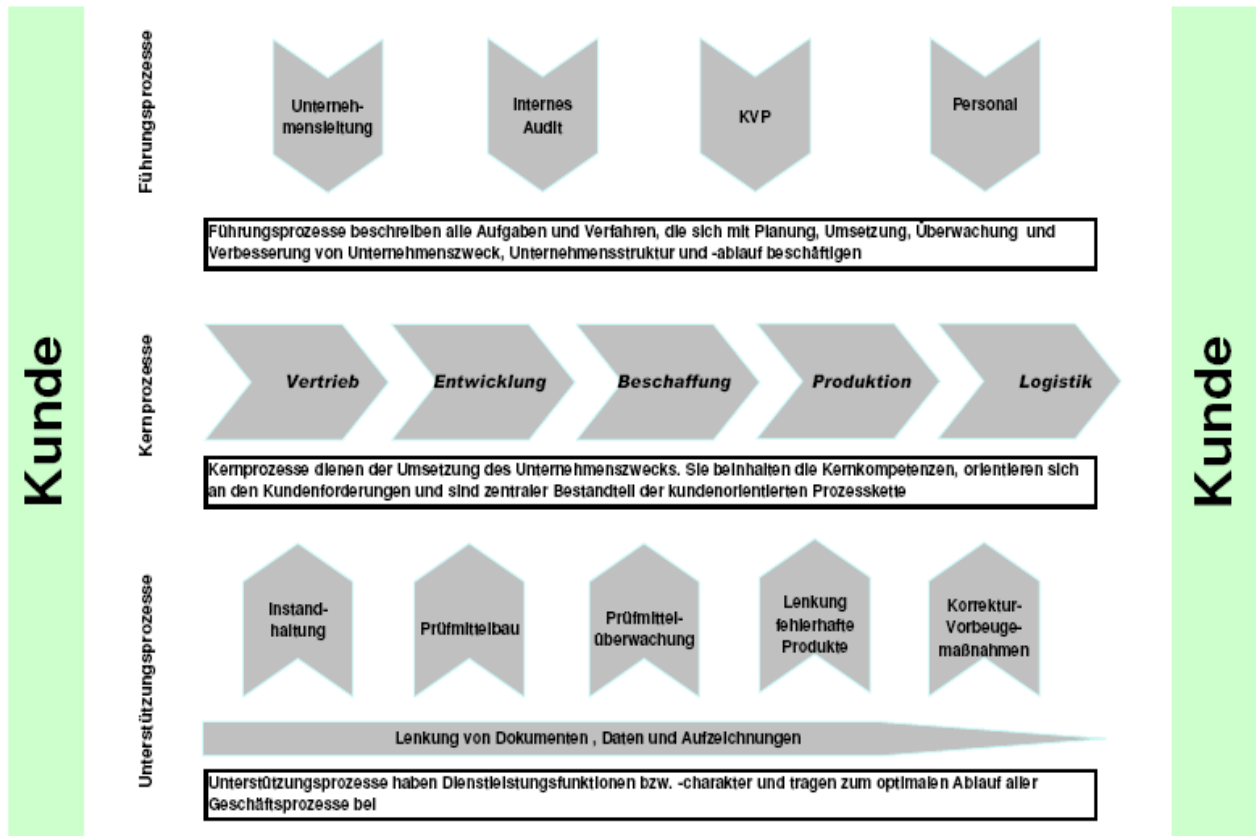 Kunde
Führungsprozesse
Unterneh-
mensleitung
Internes
Audit
KVP
Personal
Führungsprozesse beschreiben alle Aufgaben und Verfahren, die sich mit Planung, Umsetzung, Überwachung und
Verbesserung von Unternehmenszweck, Unternehmensstruktur und -ablauf beschäftigen
Kernprozesse
Vertrieb
Entwicklung
Beschaffung
Produktion
Logistik
Kernprozesse dienen der Umsetzung des Unternehmenszwecks. Sie beinhalten die Kernkompetenzen, orientieren sich
an den Kundenforderungen und sind zentraler Bestandteil der kundenorientierten Prozesskette
Unterstützungsprozesse
Instand-
haltung
Prüfmittelbau
Prüfmittel-
überwachung
Lenkung
fehlerhafte
Produkte
Korrektur-
Vorbeuge-
maßnahmen
Lenkung von Dokumenten , Daten und Aufzeichnungen
Unterstützungsprozesse haben Dienstleistungsfunktionen bzw. -charakter und tragen zum optimalen Ablauf aller
Geschäftsprozesse bei
Kunde